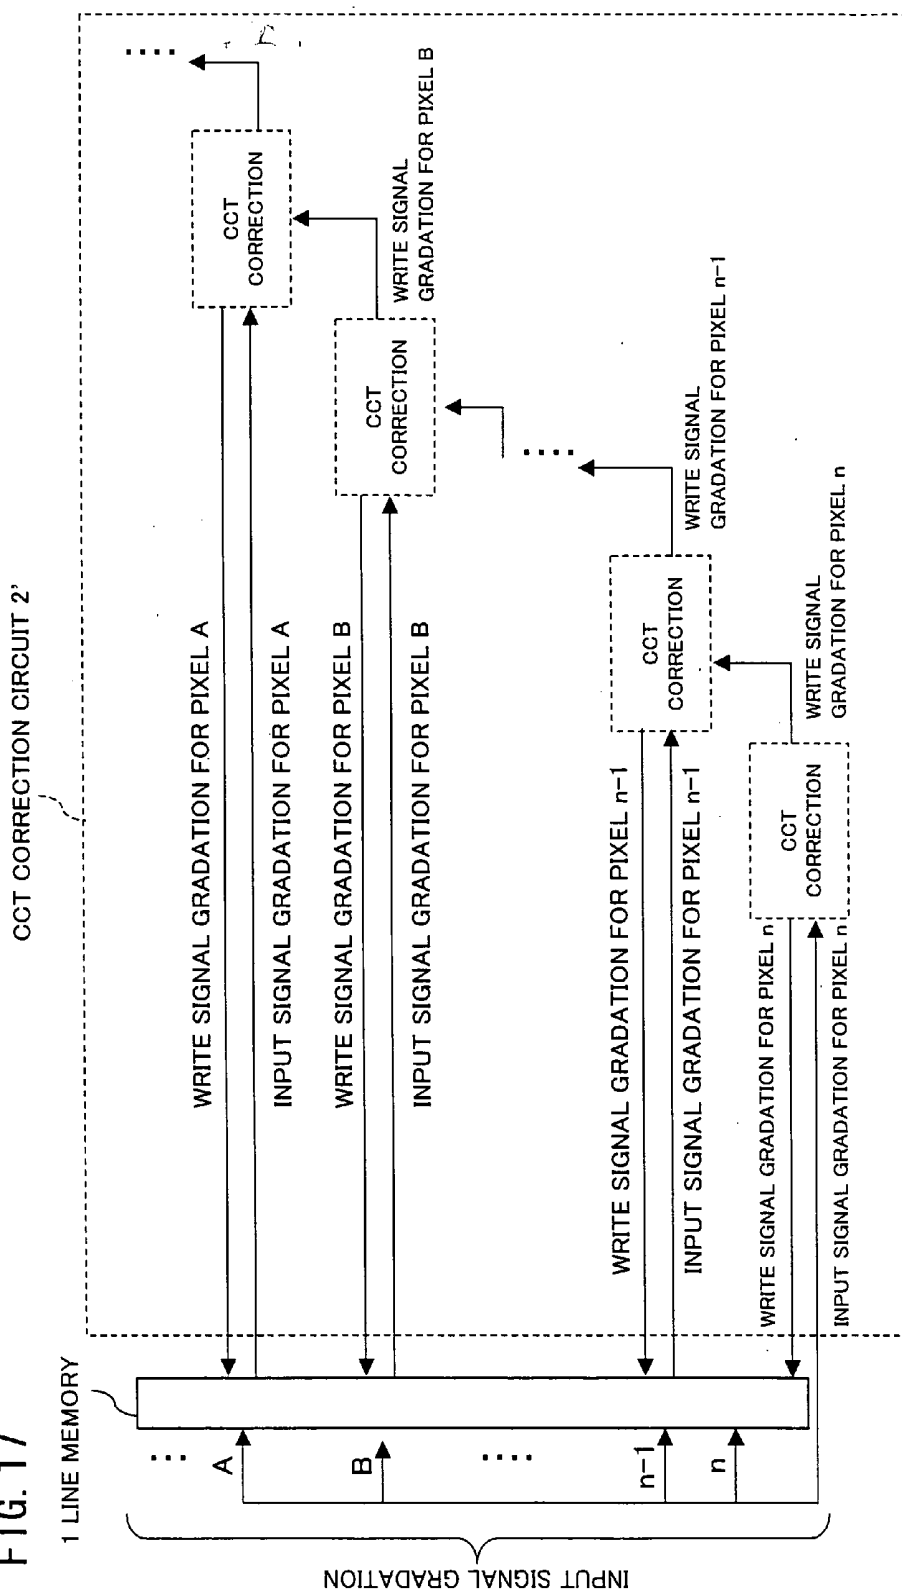 FIG. 17
1 LINE MEMORY
CCT CORRECTION CIRCUIT 2'
INPUT SIGNAL GRADATION
....
A
B
....
n-1
n
WRITE SIGNAL GRADATION FOR PIXEL A
INPUT SIGNAL GRADATION FOR PIXEL A
CCT
CORRECTION
....
WRITE SIGNAL GRADATION FOR PIXEL B
INPUT SIGNAL GRADATION FOR PIXEL B
CCT
CORRECTION
WRITE SIGNAL
GRADATION FOR PIXEL B
....
WRITE SIGNAL GRADATION FOR PIXEL n-1
INPUT SIGNAL GRADATION FOR PIXEL n-1
CCT
CORRECTION
WRITE SIGNAL
GRADATION FOR PIXEL n-1
WRITE SIGNAL GRADATION FOR PIXEL n
INPUT SIGNAL GRADATION FOR PIXEL n
CCT
CORRECTION
WRITE SIGNAL
GRADATION FOR PIXEL n